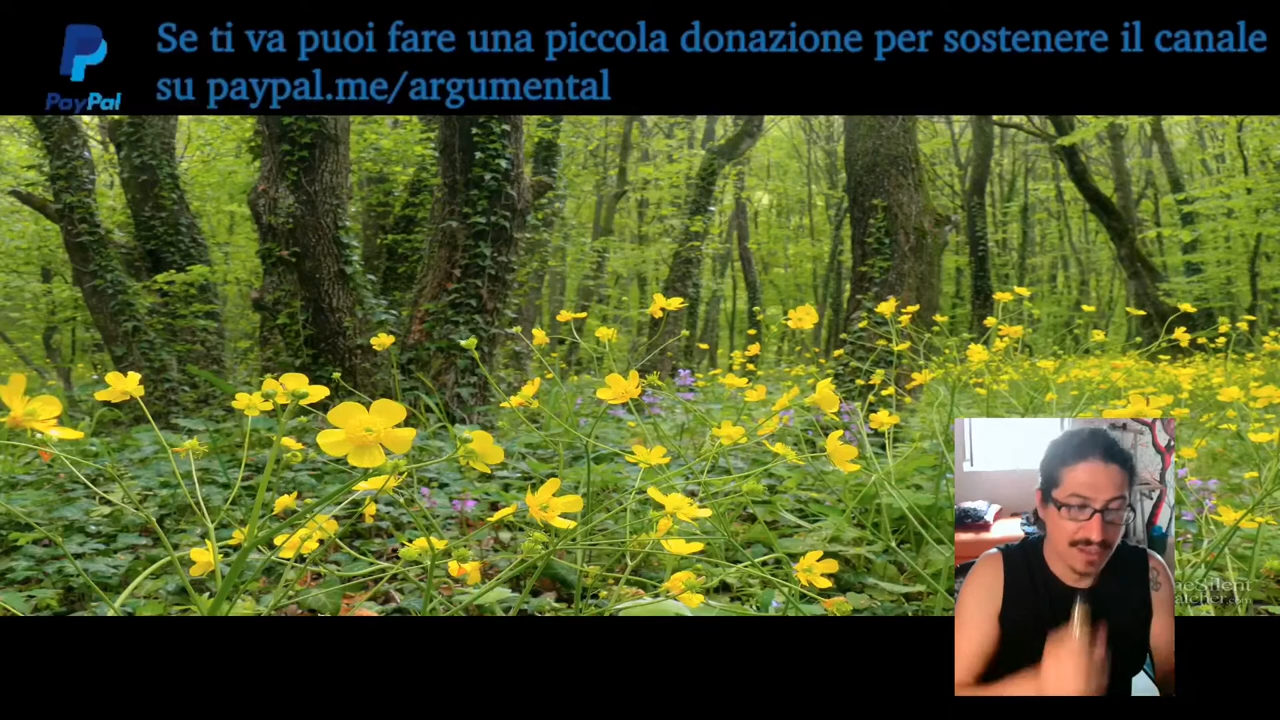 Se ti va puoi fare una piccola donazione per sostenere il canale
su paypal.me/argumental
PayPal